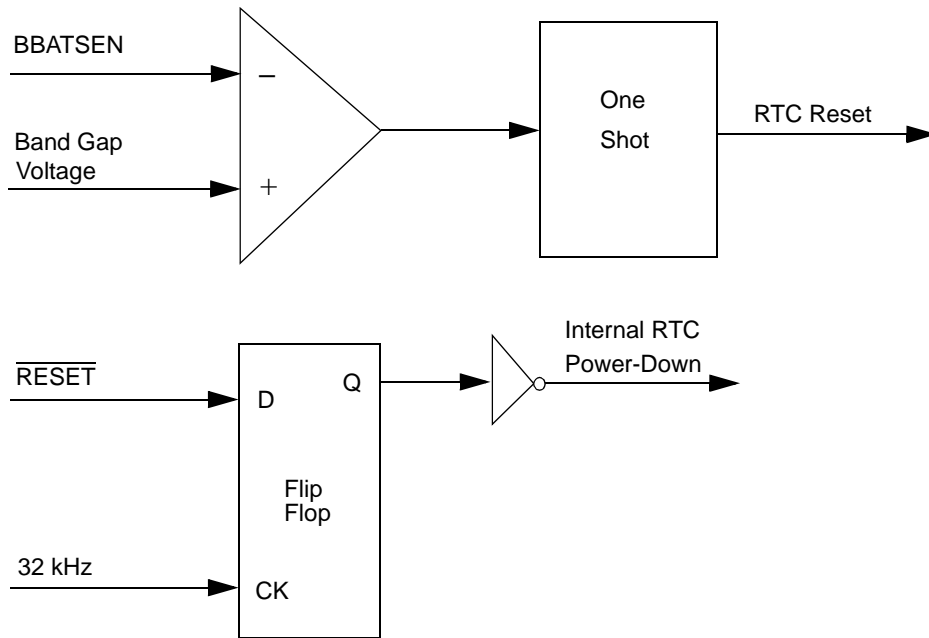 BBATSEN
−
Band Gap
Voltage
+
One
Shot
RTC Reset
RESET
D
Q
Flip
Flop
32 kHz
CK
Internal RTC
Power-Down